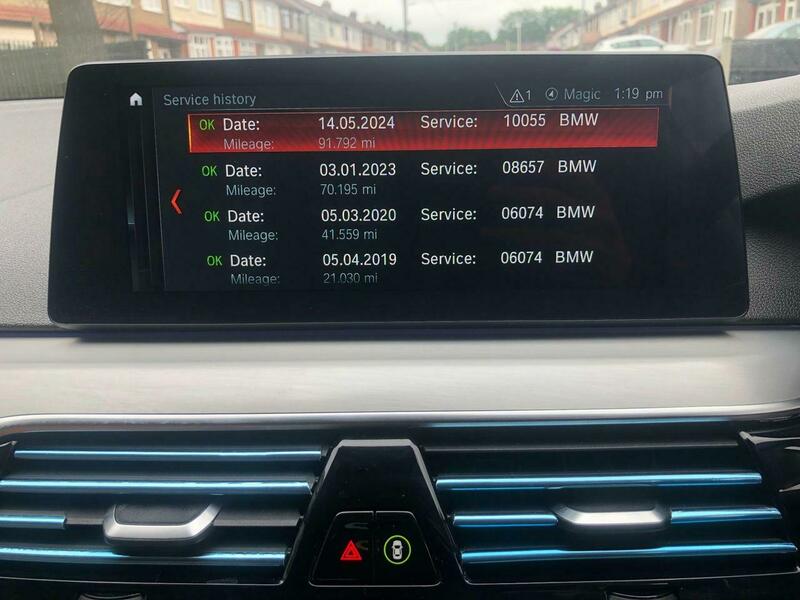 Service history 1 Magic 1:19 pm
OK Date: 14.05.2024 Service: 10055 BMW
Mileage: 91.792 mi
OK Date: 03.01.2023 Service: 08657 BMW
Mileage: 70.195 mi
OK Date: 05.03.2020 Service: 06074 BMW
Mileage: 41.559 mi
OK Date: 05.04.2019 Service: 06074 BMW
Mileage: 21.030 mi